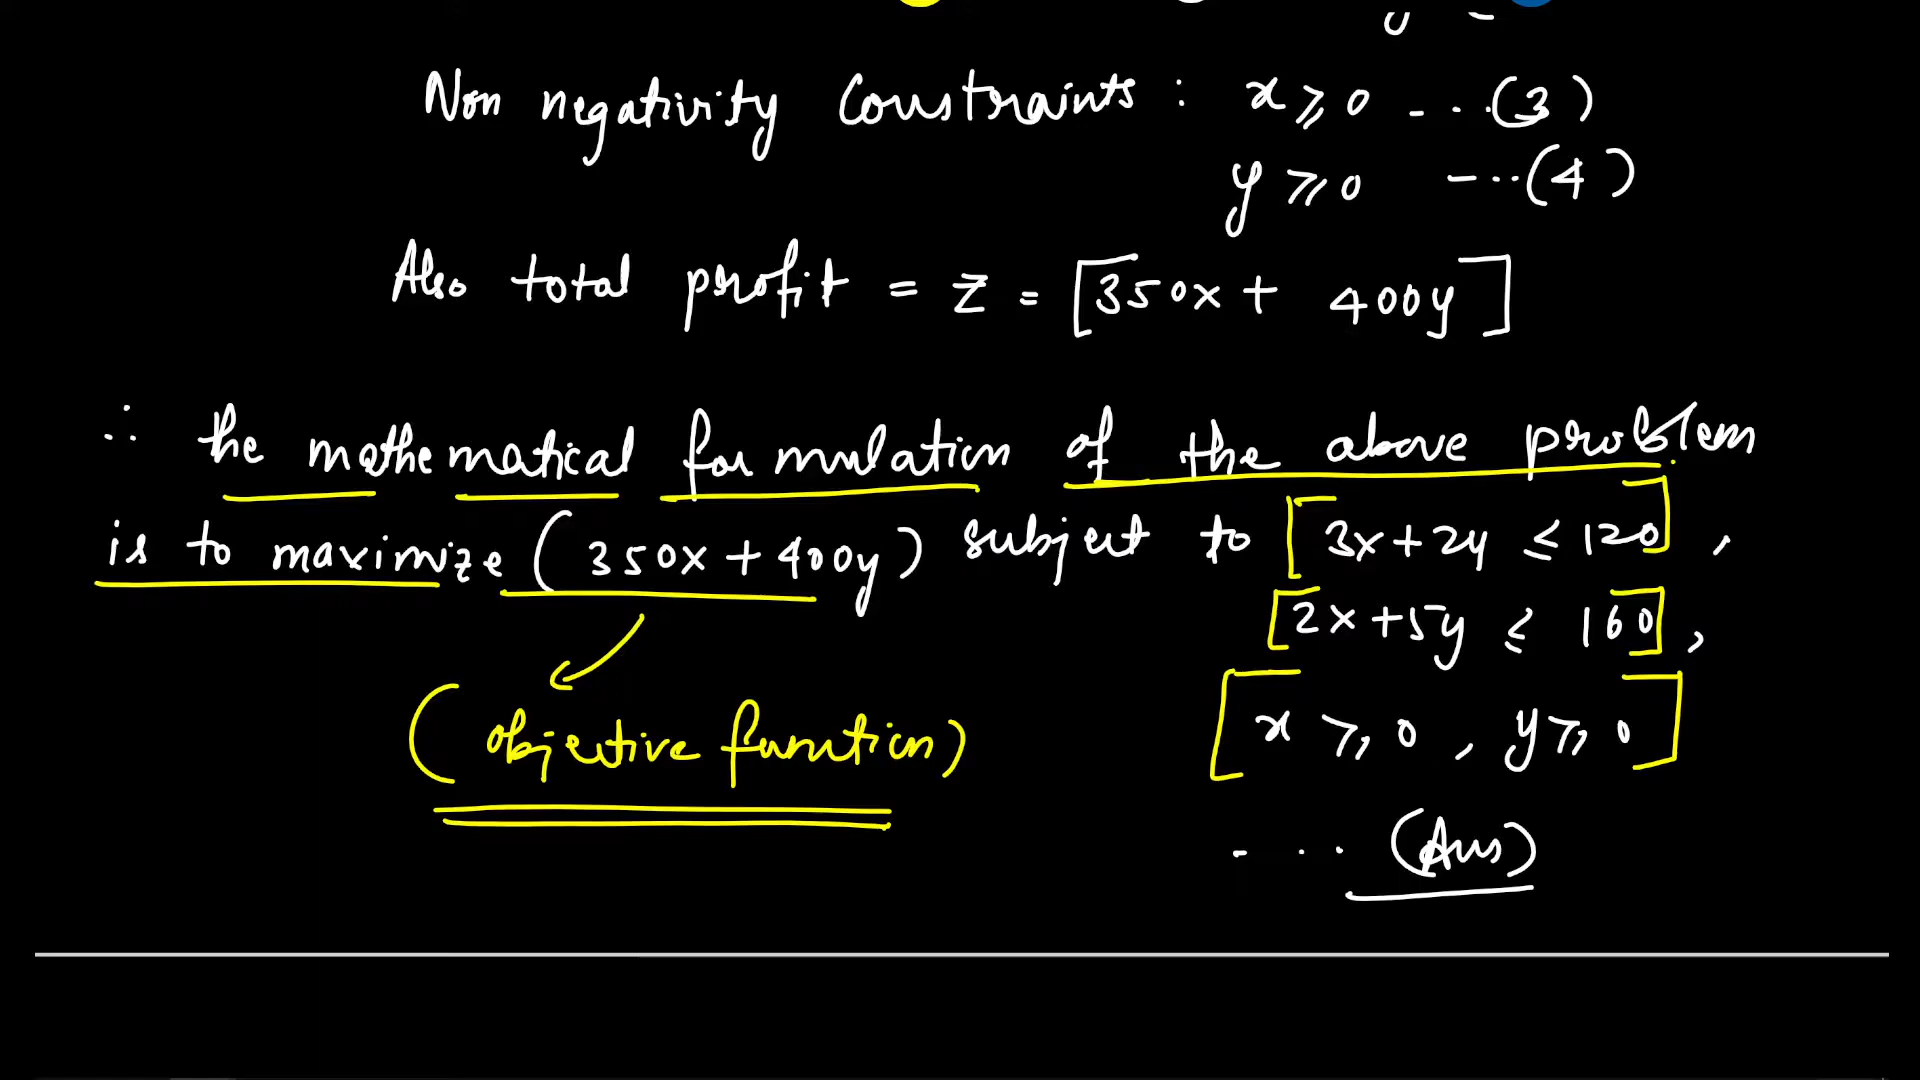 Non negativity Constraints : x ⩾ 0 - - -(3)
y ⩾ 0 - ---(4)
Also total profit = Z = [350x + 400y]
∴ the mathematical formulation of the above problem
is to maximize (350x + 400y) subject to [3x + 2y ≤ 120],
[2x + 5y ≤ 160],
(objective function)
[x ⩾ 0, y ⩾ 0]
- ... (Ans)